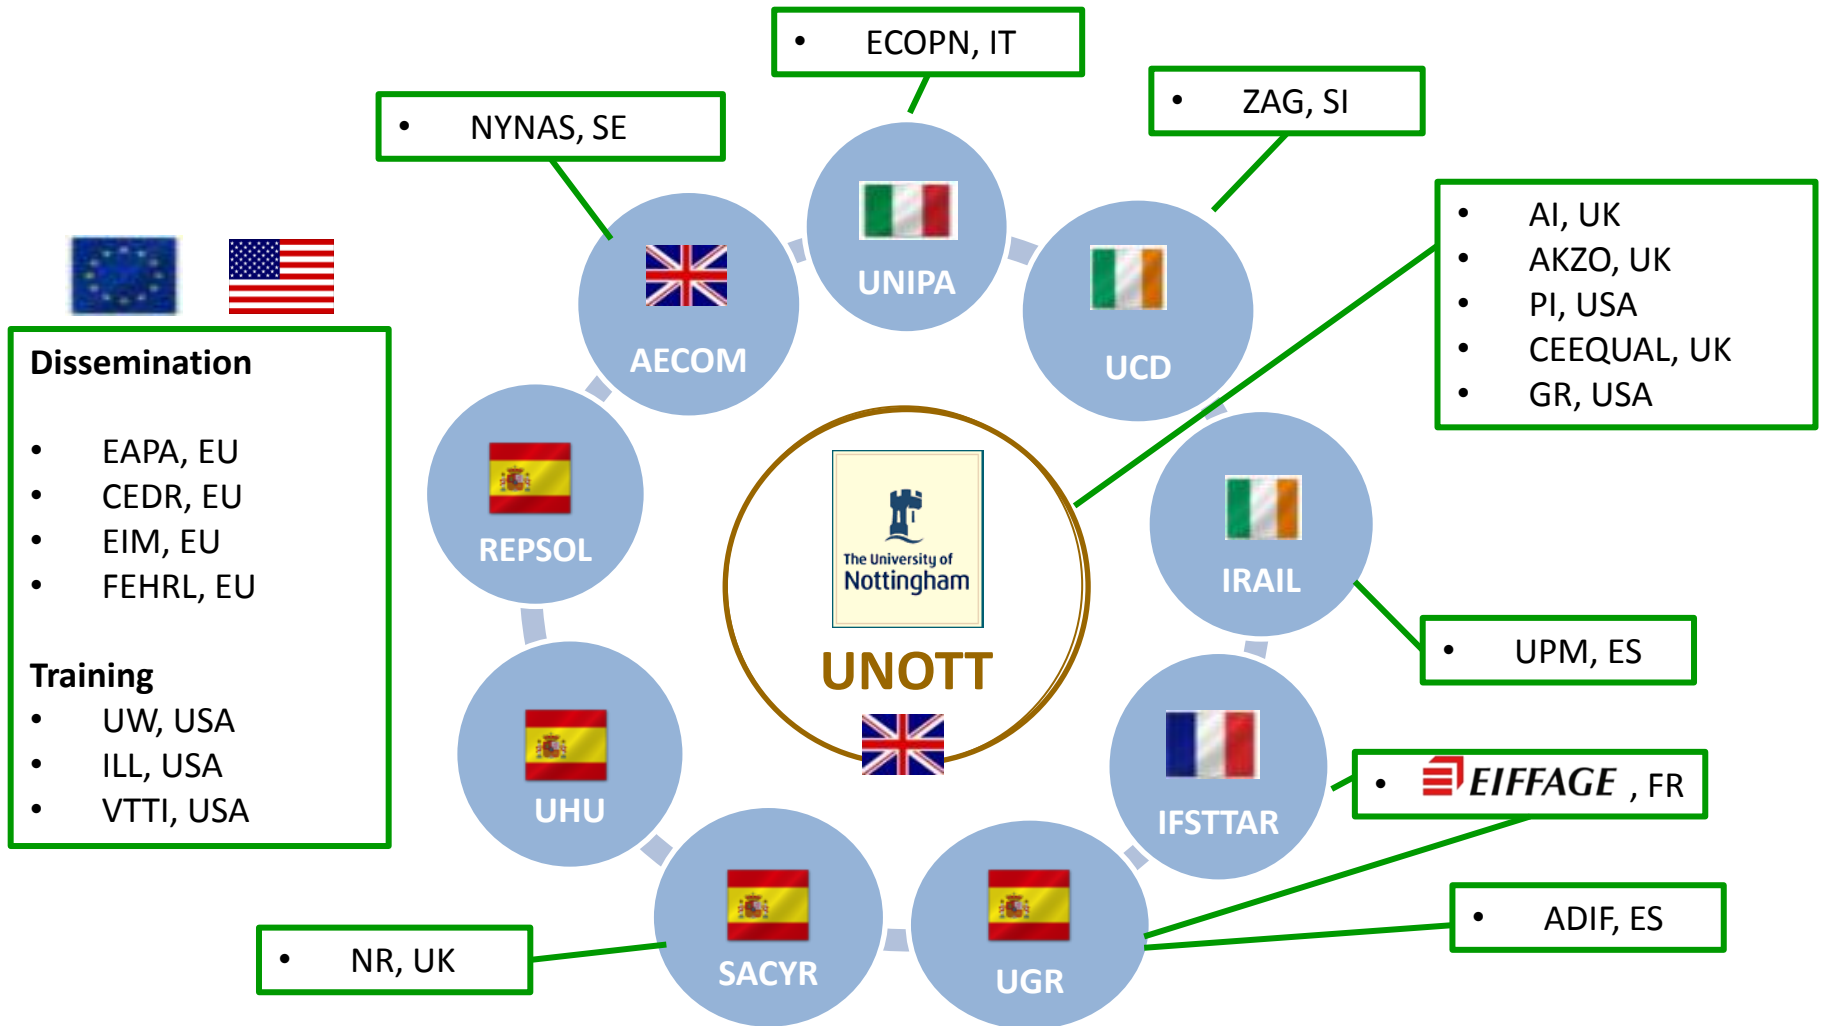 • ECOPN, IT
• NYNAS, SE
• ZAG, SI
• AI, UK
• AKZO, UK
• PI, USA
• CEEQUAL, UK
• GR, USA
UNIPA
AECOM
UCD
Dissemination
• EAPA, EU
• CEDR, EU
• EIM, EU
• FEHRL, EU
Training
• UW, USA
• ILL, USA
• VTTI, USA
REPSOL
The University of
Nottingham
UNOTT
IRAIL
• UPM, ES
UHU
IFSTTAR
• EIFFAGE , FR
SACYR
UGR
• ADIF, ES
• NR, UK